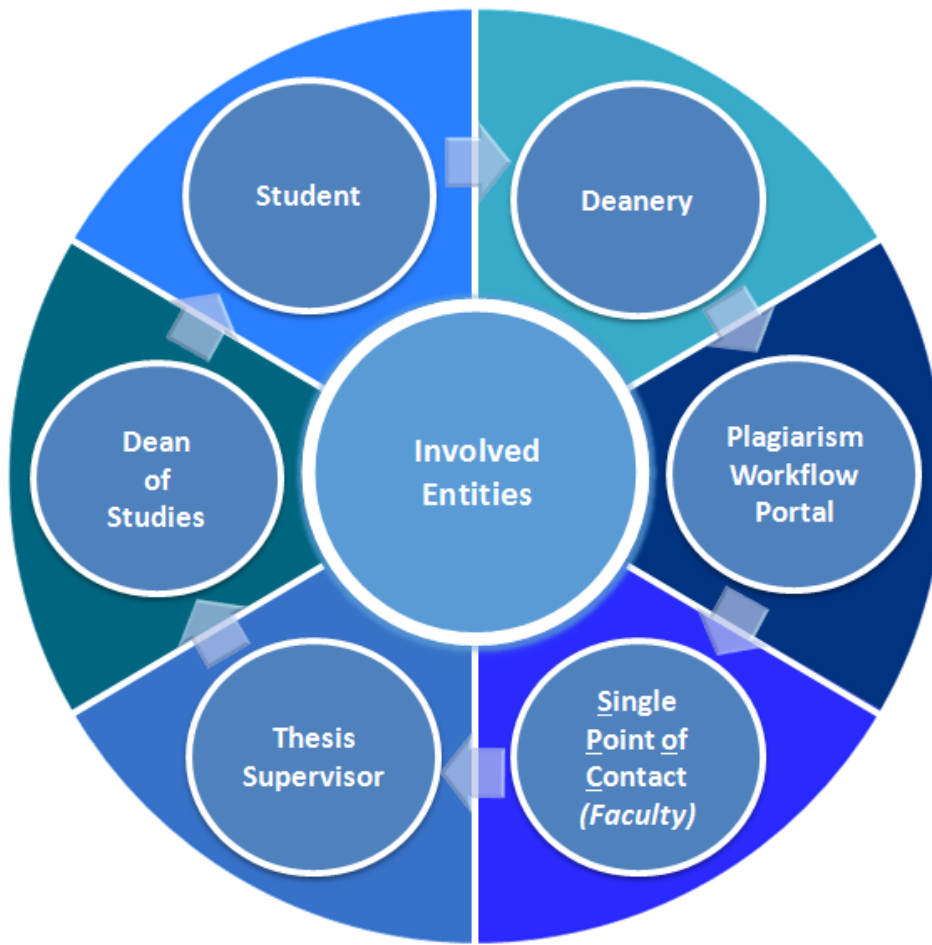 Student
Deanery
Plagiarism
Workflow
Portal
Single
Point of
Contact
(Faculty)
Thesis
Supervisor
Dean
of
Studies
Involved
Entities